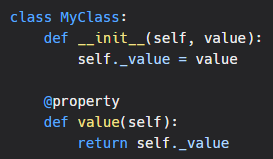 class MyClass:
    def __init__(self, value):
        self._value = value

    @property
    def value(self):
        return self._value